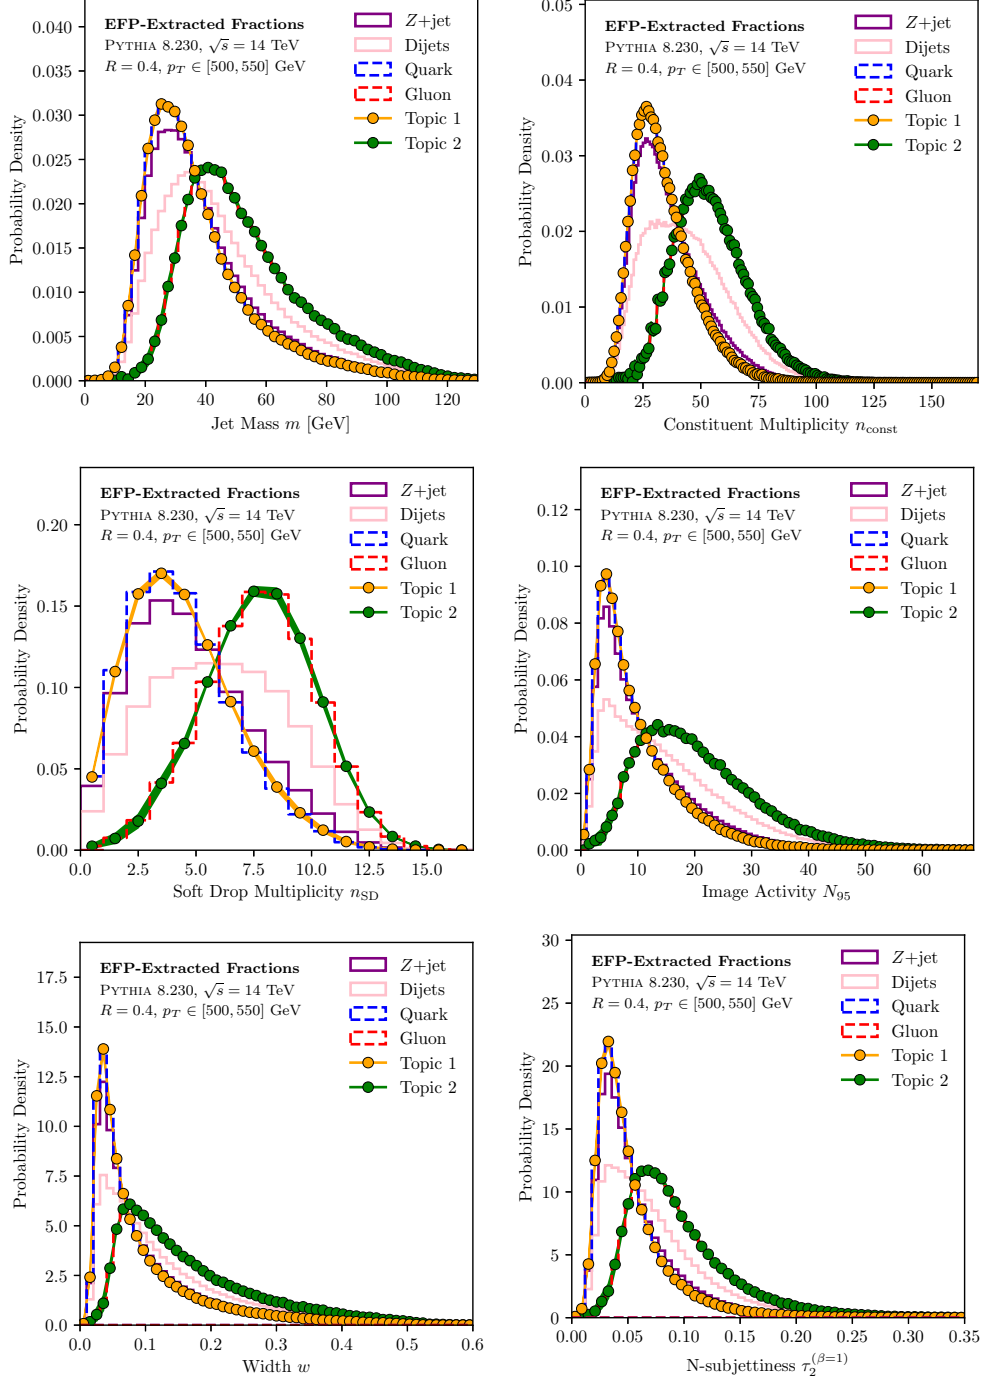 EFP-Extracted Fractions
PYTHIA 8.230, √s = 14 TeV
R = 0.4, p_T ∈ [500, 550] GeV
Z+jet
Dijets
Quark
Gluon
Topic 1
Topic 2
Probability Density
0.040
0.035
0.030
0.025
0.020
0.015
0.010
0.005
0.000
0 20 40 60 80 100 120
Jet Mass m [GeV]
EFP-Extracted Fractions
PYTHIA 8.230, √s = 14 TeV
R = 0.4, p_T ∈ [500, 550] GeV
Z+jet
Dijets
Quark
Gluon
Topic 1
Topic 2
Probability Density
0.05
0.04
0.03
0.02
0.01
0.00
0 25 50 75 100 125 150
Constituent Multiplicity n_const
EFP-Extracted Fractions
PYTHIA 8.230, √s = 14 TeV
R = 0.4, p_T ∈ [500, 550] GeV
Z+jet
Dijets
Quark
Gluon
Topic 1
Topic 2
Probability Density
0.20
0.15
0.10
0.05
0.00
0.0 2.5 5.0 7.5 10.0 12.5 15.0
Soft Drop Multiplicity n_SD
EFP-Extracted Fractions
PYTHIA 8.230, √s = 14 TeV
R = 0.4, p_T ∈ [500, 550] GeV
Z+jet
Dijets
Quark
Gluon
Topic 1
Topic 2
Probability Density
0.12
0.10
0.08
0.06
0.04
0.02
0.00
0 10 20 30 40 50 60
Image Activity N_95
EFP-Extracted Fractions
PYTHIA 8.230, √s = 14 TeV
R = 0.4, p_T ∈ [500, 550] GeV
Z+jet
Dijets
Quark
Gluon
Topic 1
Topic 2
Probability Density
17.5
15.0
12.5
10.0
7.5
5.0
2.5
0.0
0.0 0.1 0.2 0.3 0.4 0.5 0.6
Width w
EFP-Extracted Fractions
PYTHIA 8.230, √s = 14 TeV
R = 0.4, p_T ∈ [500, 550] GeV
Z+jet
Dijets
Quark
Gluon
Topic 1
Topic 2
Probability Density
30
25
20
15
10
5
0
0.00 0.05 0.10 0.15 0.20 0.25 0.30 0.35
N-subjettiness τ_2^(β=1)